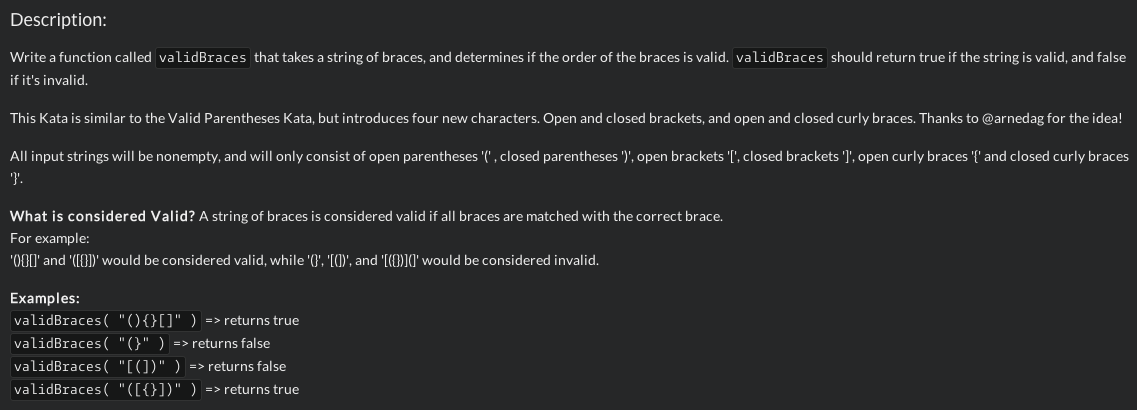 Description:
Write a function called validBraces that takes a string of braces, and determines if the order of the braces is valid. validBraces should return true if the string is valid, and false
if it's invalid.
This Kata is similar to the Valid Parentheses Kata, but introduces four new characters. Open and closed brackets, and open and closed curly braces. Thanks to @arnedag for the idea!
All input strings will be nonempty, and will only consist of open parentheses '(' , closed parentheses ')', open brackets '[', closed brackets ']', open curly braces '{' and closed curly braces
'}'.
What is considered Valid? A string of braces is considered valid if all braces are matched with the correct brace.
For example:
'(){}[]' and '([{}])' would be considered valid, while '(}', '[(])', and '[({})](]' would be considered invalid.
Examples:
validBraces( "(){}[]" ) => returns true
validBraces( "(}" ) => returns false
validBraces( "[(])" ) => returns false
validBraces( "([{}])" ) => returns true